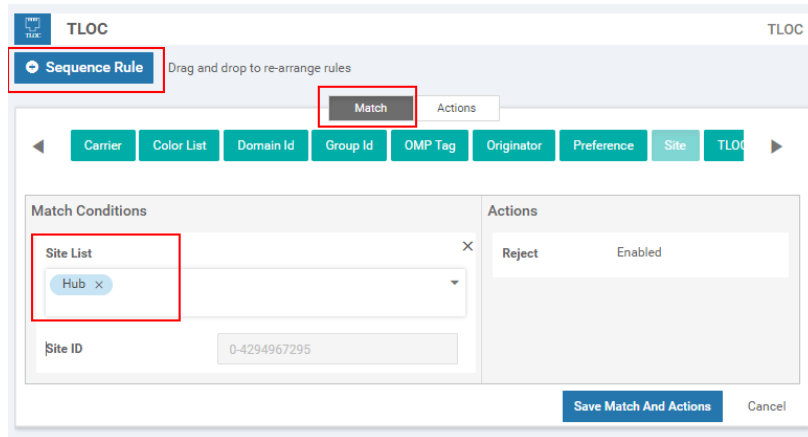 TLOC
TLOC
TLOC
Sequence Rule
Drag and drop to re-arrange rules
Match
Actions
Carrier
Color List
Domain Id
Group Id
OMP Tag
Originator
Preference
Site
TLOC
Match Conditions
Actions
Site List
Reject
Enabled
Hub
Site ID
0-4294967295
Save Match And Actions
Cancel